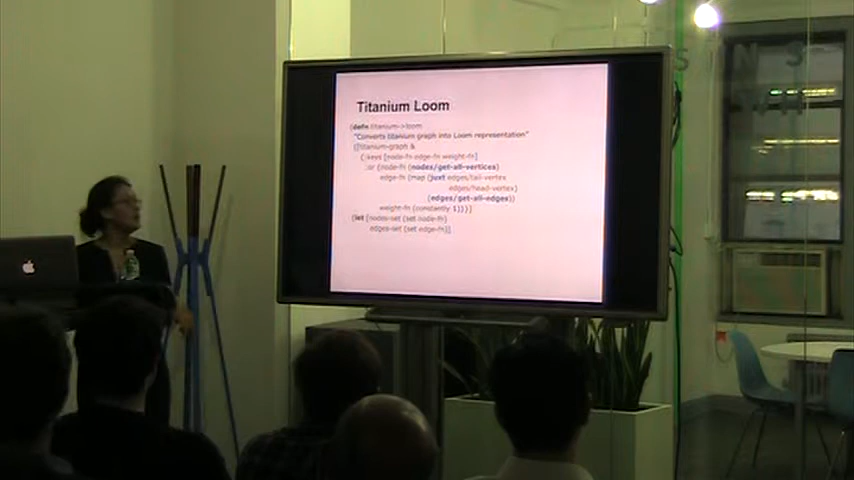 Titanium Loom
(defn titanium->loom
"Converts titanium graph into Loom representation"
([titanium-graph &
{:keys [node-fn edge-fn weight-fn]
:or {node-fn (nodes/get-all-vertices)
edge-fn (map (juxt edges/tail-vertex
edges/head-vertex)
(edges/get-all-edges))
weight-fn (constantly 1)}}]
(let [nodes-set (set node-fn)
edges-set (set edge-fn)]